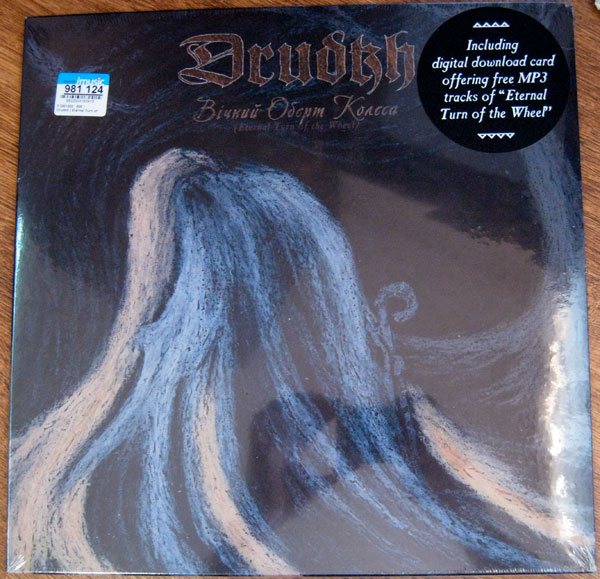 Drudkh
Вічний Оберт Колеса
(Eternal Turn of the Wheel)
Including
digital download card
offering free MP3
tracks of “Eternal
Turn of the Wheel”
imusic
981 124